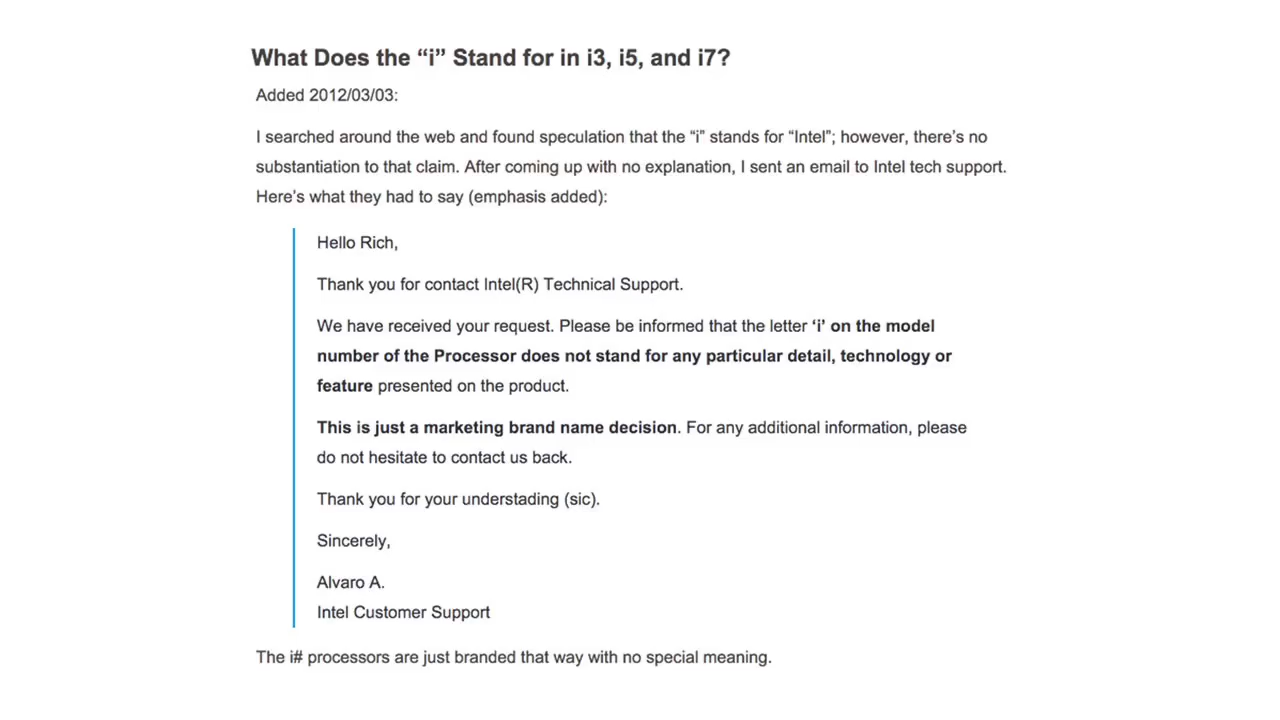 What Does the “i” Stand for in i3, i5, and i7?
Added 2012/03/03:
I searched around the web and found speculation that the “i” stands for “Intel”; however, there’s no
substantiation to that claim. After coming up with no explanation, I sent an email to Intel tech support.
Here’s what they had to say (emphasis added):
Hello Rich,
Thank you for contact Intel(R) Technical Support.
We have received your request. Please be informed that the letter ‘i’ on the model
number of the Processor does not stand for any particular detail, technology or
feature presented on the product.
This is just a marketing brand name decision. For any additional information, please
do not hesitate to contact us back.
Thank you for your understading (sic).
Sincerely,
Alvaro A.
Intel Customer Support
The i# processors are just branded that way with no special meaning.